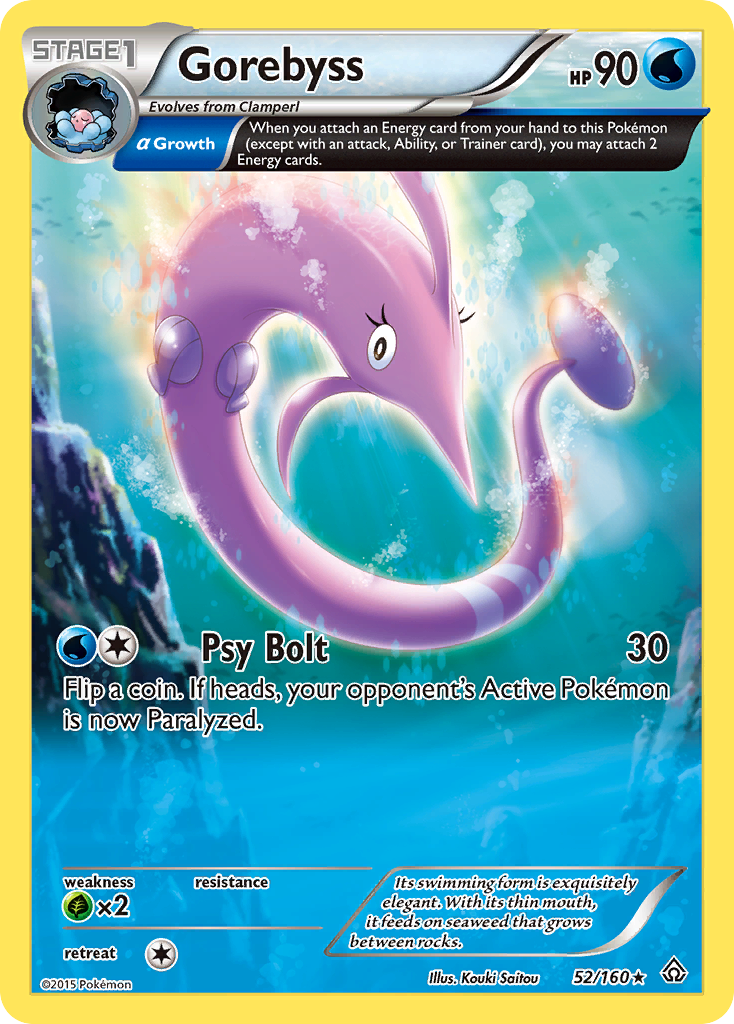 STAGE1
Gorebyss
HP 90
Evolves from Clamperl
α Growth
When you attach an Energy card from your hand to this Pokémon
(except with an attack, Ability, or Trainer card), you may attach 2
Energy cards.
Psy Bolt 30
Flip a coin. If heads, your opponent's Active Pokémon
is now Paralyzed.
weakness resistance
×2
retreat
Its swimming form is exquisitely
elegant. With its thin mouth,
it feeds on seaweed that grows
between rocks.
©2015 Pokémon
Illus. Kouki Saitou
52/160★